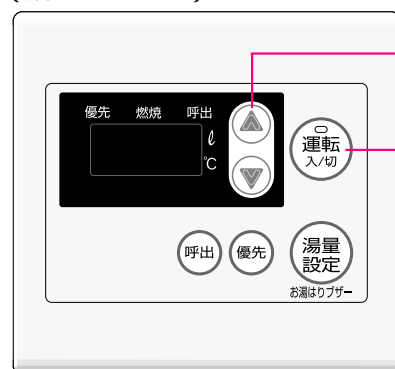 優先 燃焼 呼出
ℓ
℃
運転
入/切
呼出 優先
湯量
設定
お湯はりブザー